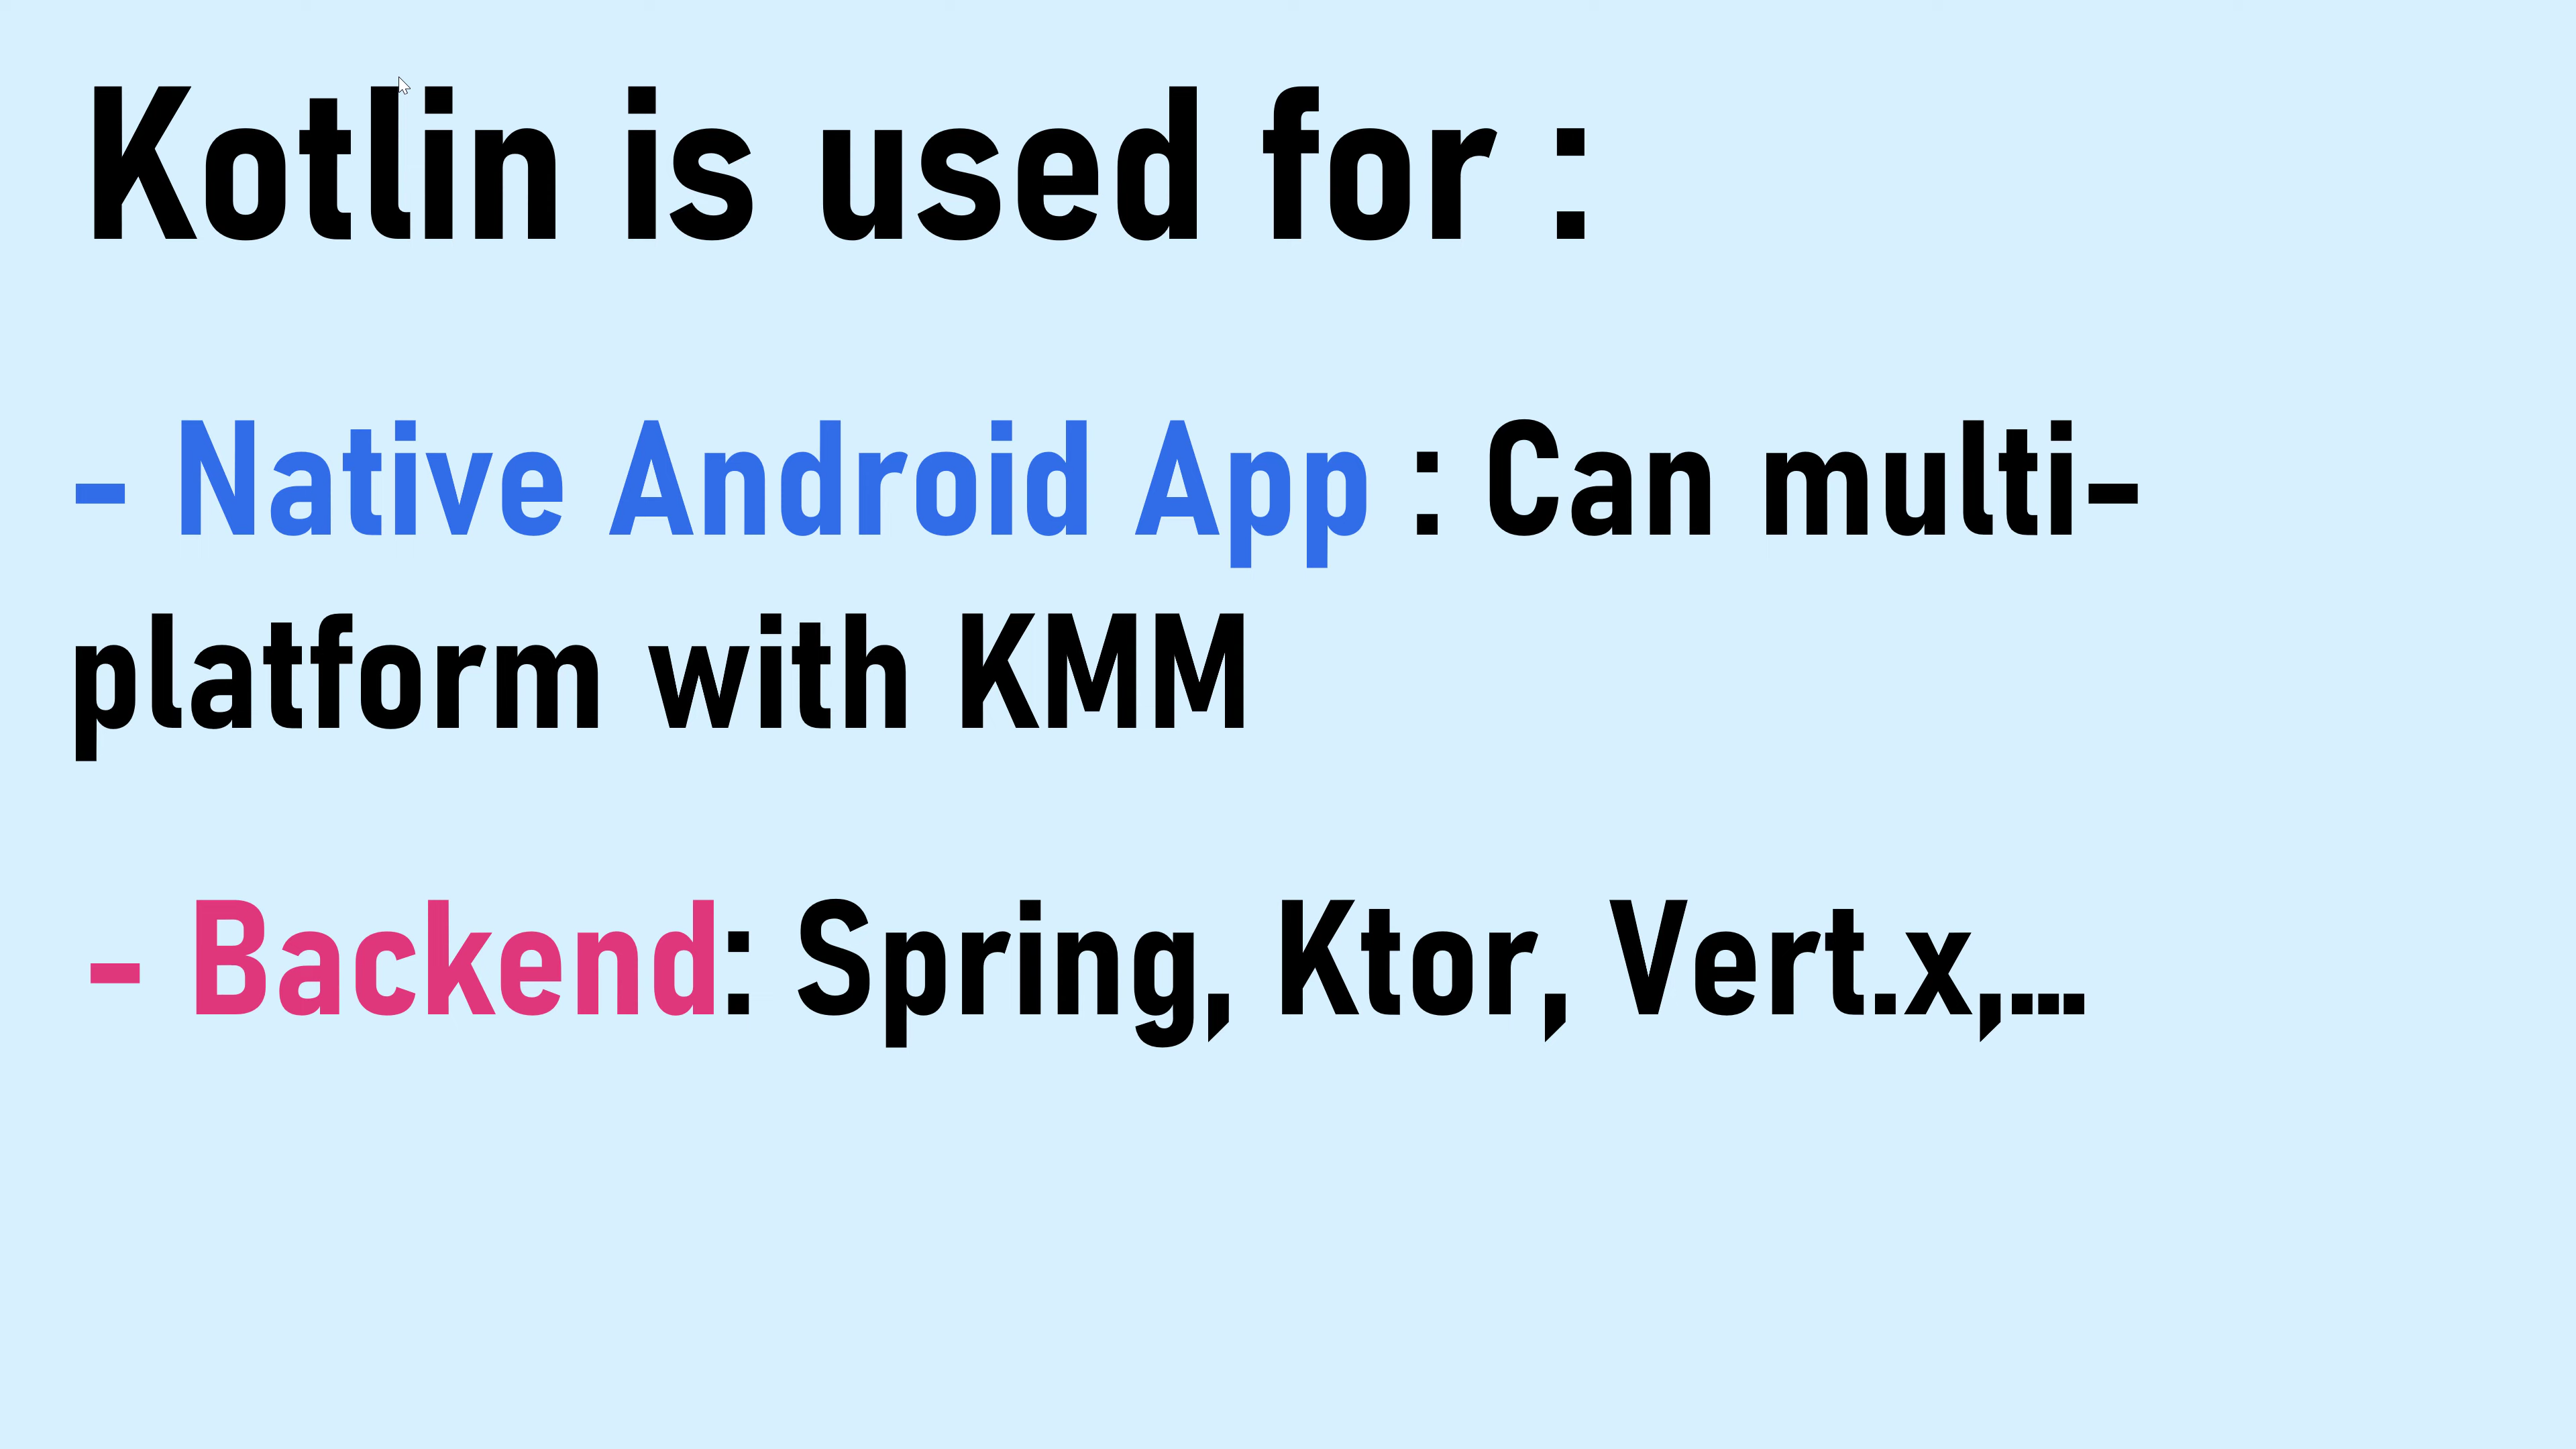 Kotlin is used for :
- Native Android App : Can multi-
platform with KMM
- Backend: Spring, Ktor, Vert.x,...